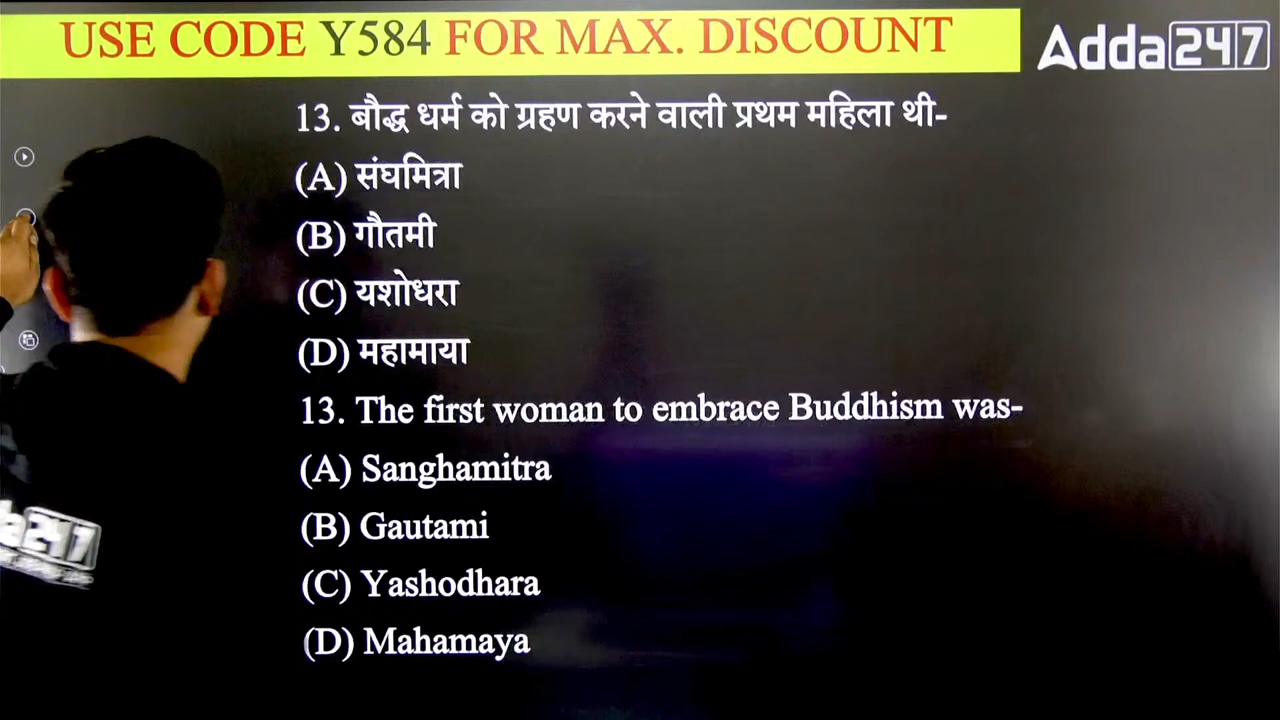 USE CODE Y584 FOR MAX. DISCOUNT
Adda247
13. बौद्ध धर्म को ग्रहण करने वाली प्रथम महिला थी-
(A) संघमित्रा
(B) गौतमी
(C) यशोधरा
(D) महामाया
13. The first woman to embrace Buddhism was-
(A) Sanghamitra
(B) Gautami
(C) Yashodhara
(D) Mahamaya
a247